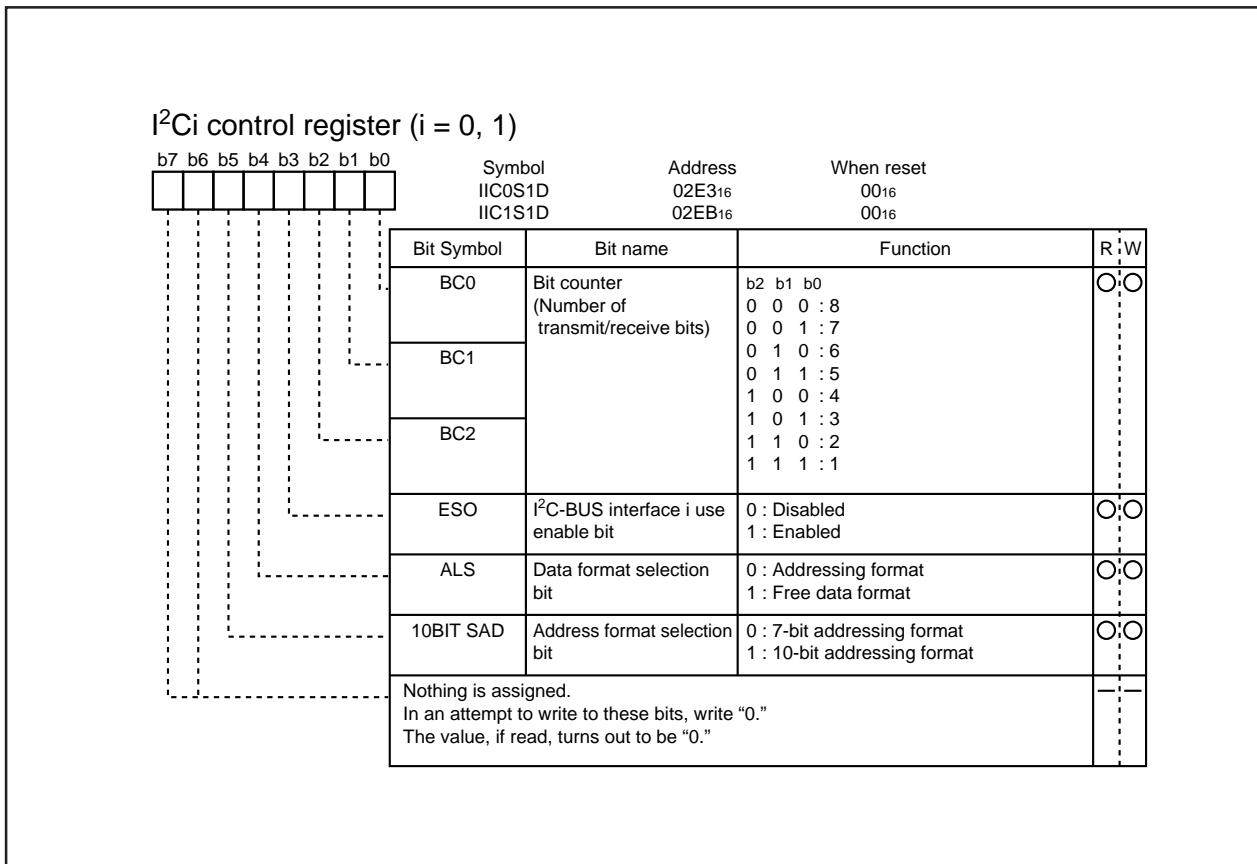 I²Ci control register (i = 0, 1)
b7 b6 b5 b4 b3 b2 b1 b0
Symbol Address When reset
IIC0S1D 02E316 0016
IIC1S1D 02EB16 0016
Bit Symbol Bit name Function R W
BC0 Bit counter b2 b1 b0
(Number of 0 0 0 : 8
transmit/receive bits) 0 0 1 : 7
BC1 0 1 0 : 6
0 1 1 : 5
1 0 0 : 4
BC2 1 0 1 : 3
1 1 0 : 2
1 1 1 : 1
ESO I²C-BUS interface i use 0 : Disabled
enable bit 1 : Enabled
ALS Data format selection 0 : Addressing format
bit 1 : Free data format
10BIT SAD Address format selection 0 : 7-bit addressing format
bit 1 : 10-bit addressing format
Nothing is assigned. — —
In an attempt to write to these bits, write “0.”
The value, if read, turns out to be “0.”